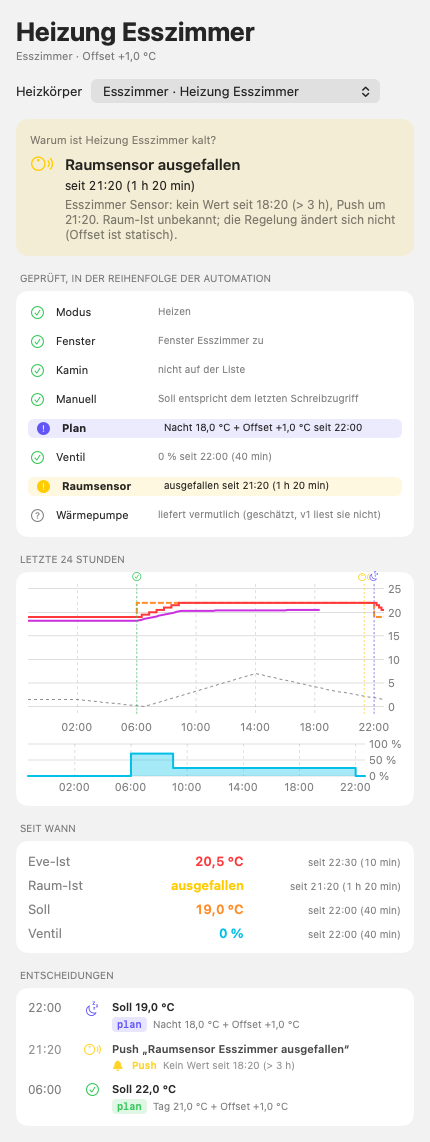 Heizung Esszimmer
Esszimmer · Offset +1,0 °C
Heizkörper Esszimmer · Heizung Esszimmer
Warum ist Heizung Esszimmer kalt?
Raumsensor ausgefallen
seit 21:20 (1 h 20 min)
Esszimmer Sensor: kein Wert seit 18:20 (> 3 h), Push um
21:20. Raum-Ist unbekannt; die Regelung ändert sich nicht
(Offset ist statisch).
GEPRÜFT, IN DER REIHENFOLGE DER AUTOMATION
Modus Heizen
Fenster Fenster Esszimmer zu
Kamin nicht auf der Liste
Manuell Soll entspricht dem letzten Schreibzugriff
Plan Nacht 18,0 °C + Offset +1,0 °C seit 22:00
Ventil 0 % seit 22:00 (40 min)
Raumsensor ausgefallen seit 21:20 (1 h 20 min)
Wärmepumpe liefert vermutlich (geschätzt, v1 liest sie nicht)
LETZTE 24 STUNDEN
25
20
15
10
5
0
02:00 06:00 10:00 14:00 18:00 22:00
100 %
50 %
0 %
02:00 06:00 10:00 14:00 18:00 22:00
SEIT WANN
Eve-Ist 20,5 °C seit 22:30 (10 min)
Raum-Ist ausgefallen seit 21:20 (1 h 20 min)
Soll 19,0 °C seit 22:00 (40 min)
Ventil 0 % seit 22:00 (40 min)
ENTSCHEIDUNGEN
22:00 Soll 19,0 °C
plan Nacht 18,0 °C + Offset +1,0 °C
21:20 Push „Raumsensor Esszimmer ausgefallen“
Push Kein Wert seit 18:20 (> 3 h)
06:00 Soll 22,0 °C
plan Tag 21,0 °C + Offset +1,0 °C